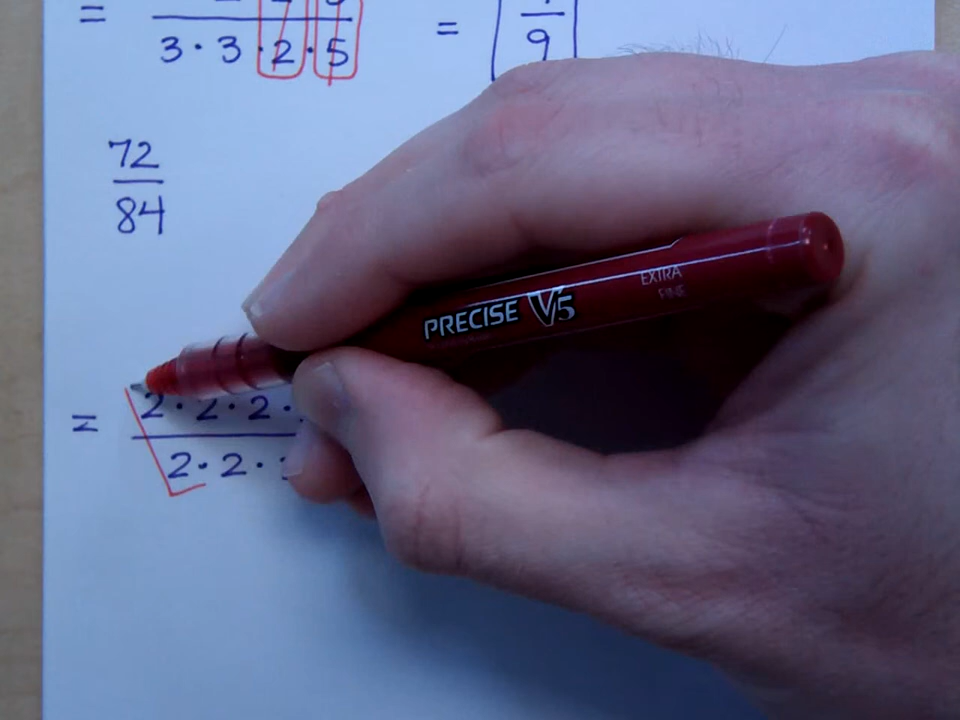 =
3 · 3 · 2 · 5 = 9
72
84
PRECISE V5 EXTRA FINE
= 2 · 2 · 2 ·
2 · 2 ·